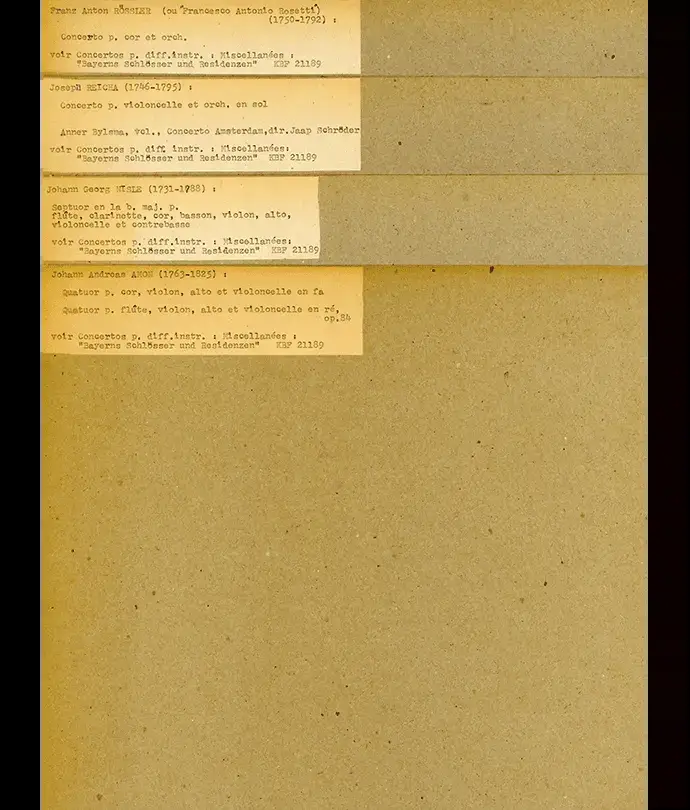 Franz Anton RÖSSLER (ou Francesco Antonio Rosetti)
(1750-1792) :
Concerto p. cor et orch.
voir Concertos p. diff.instr. : Miscellanées :
"Bayerns Schlösser und Residenzen" KBF 21189
Joseph REICHA (1746-1795) :
Concerto p. violoncelle et orch. en sol
Anner Bylsma, vcl., Concerto Amsterdam,dir.Jaap Schröder
voir Concertos p. diff. instr. : Miscellanées:
"Bayerns Schlösser und Residenzen" KBF 21189
Johann Georg NISLE (1731-1788) :
Septuor en la b. maj. p.
flûte, clarinette, cor, basson, violon, alto,
violoncelle et contrebasse
voir Concertos p. diff.instr. : Miscellanées:
"Bayerns Schlösser und Residenzen" KBF 21189
Johann Andreas AMON (1763-1825) :
Quatuor p. cor, violon, alto et violoncelle en fa
Quatuor p. flûte, violon, alto et violoncelle en ré,
op.84
voir Concertos p. diff.instr. : Miscellanées :
"Bayerns Schlösser und Residenzen" KBF 21189